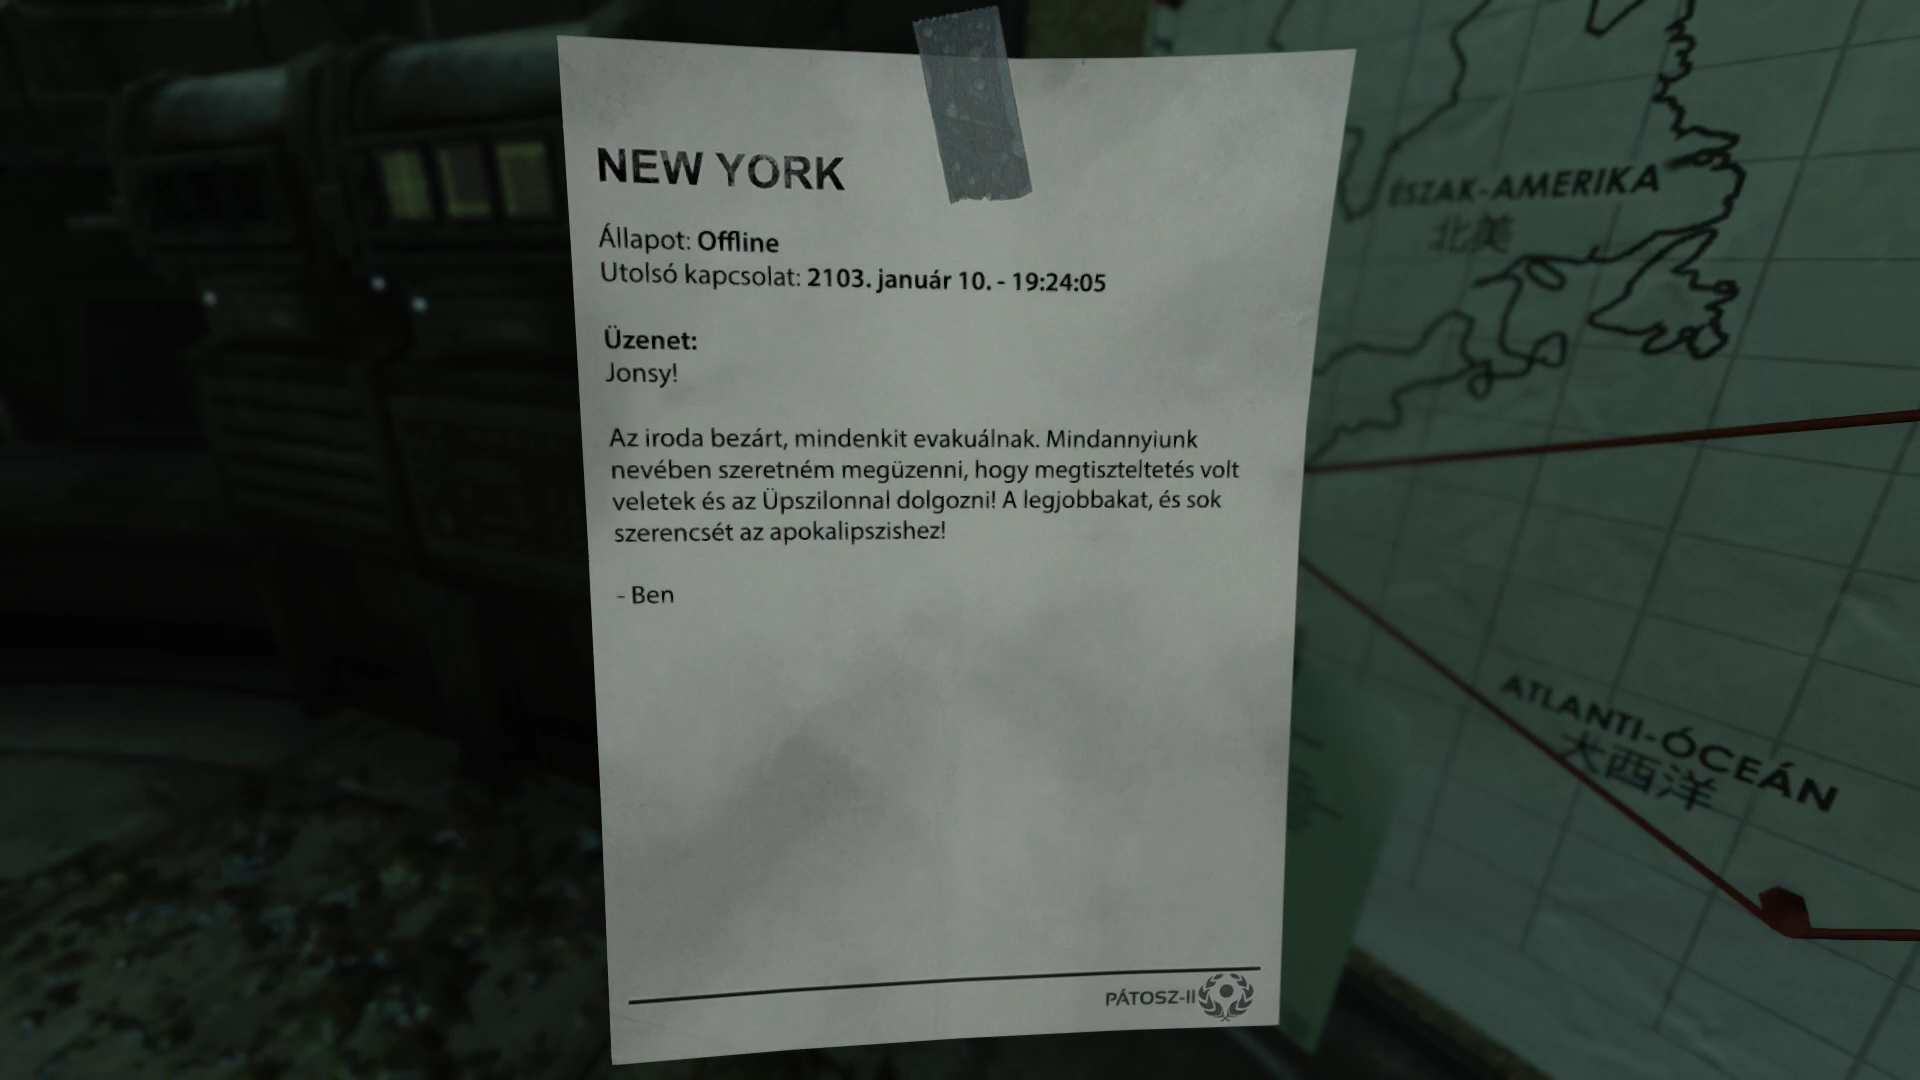 NEW YORK
Állapot: Offline
Utolsó kapcsolat: 2103. január 10. - 19:24:05
Üzenet:
Jonsy!
Az iroda bezárt, mindenkit evakuálnak. Mindannyiunk
nevében szeretném megüzenni, hogy megtiszteltetés volt
veletek és az Üpszilonnal dolgozni! A legjobbakat, és sok
szerencsét az apokalipszishez!
- Ben
PÁTOSZ-II
ÉSZAK-AMERIKA
北美
ATLANTI-ÓCEÁN
大西洋